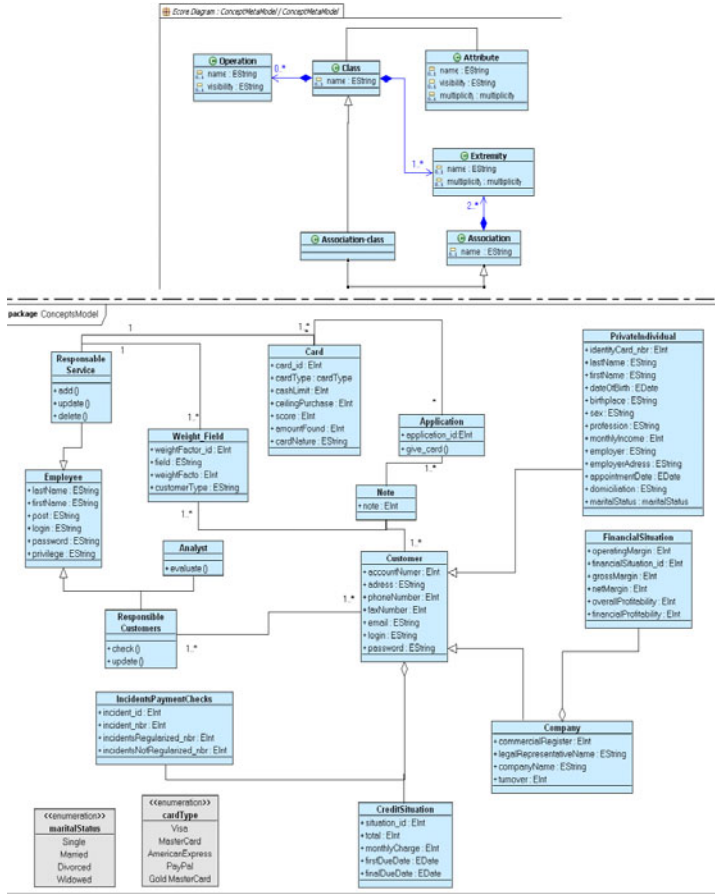 Ecore Diagram : ConceptMetaModel / ConceptMetaModel
Operation
name : EString
visibility : EString
0..*
Class
name : EString
Attribute
name : EString
visibility : EString
multiplicity : multiplicity
1..*
Extremity
name : EString
multiplicity : multiplicity
2..*
Association-class
Association
name : EString
package ConceptsModel
1
1
1..*
Responsable
Service
+add()
+update()
+delete()
Card
+card_id : EInt
+cardType : cardType
+cashLimit : EInt
+ceilingPurchase : EInt
+score : EInt
+amountFound : EInt
+cardNature : EString
*
1..*
Weight_Field
+weightFactor_id : EInt
+field : EString
+weightFacto : EInt
+customerType : EString
1..*
Application
+application_id:EInt
+give_card()
1..*
Note
+note : EInt
PrivateIndividual
+identityCard_nbr : EInt
+lastName : EString
+firstName : EString
+dateOfBirth : EDate
+birthplace : EString
+sex : EString
+profession : EString
+monthlyIncome : EInt
+employer : EString
+employerAdress : EString
+appointmentDate : EDate
+domiciliation : EString
+maritalStatus : maritalStatus
Employee
+lastName : EString
+firstName : EString
+post : EString
+login : EString
+password : EString
+privilege : EString
Analyst
+evaluate()
1..*
Customer
+accountNumer : EInt
+adress : EString
+phoneNumber : EInt
+faxNumber : EInt
+email : EString
+login : EString
+password : EString
FinancialSituation
+operatingMargin : EInt
+financialSituation_id : EInt
+grossMargin : EInt
+netMargin : EInt
+overallProfitability : EInt
+financialProfitability : EInt
Responsible
Customers
+check()
+update()
1..*
1..*
IncidentsPaymentChecks
+incident_id : EInt
+incident_nbr : EInt
+incidentsRegularized_nbr : EInt
+incidentsNotRegularized_nbr : EInt
Company
+commercialRegister : EInt
+legalRepresentativeName : EString
+companyName : EString
+turnover : EInt
<<enumeration>>
maritalStatus
Single
Married
Divorced
Widowed
<<enumeration>>
cardType
Visa
MasterCard
AmericanExpress
PayPal
Gold MasterCard
CreditSituation
+situation_id : EInt
+total : EInt
+monthlyCharge : EInt
+firstDueDate : EDate
+finalDueDate : EDate